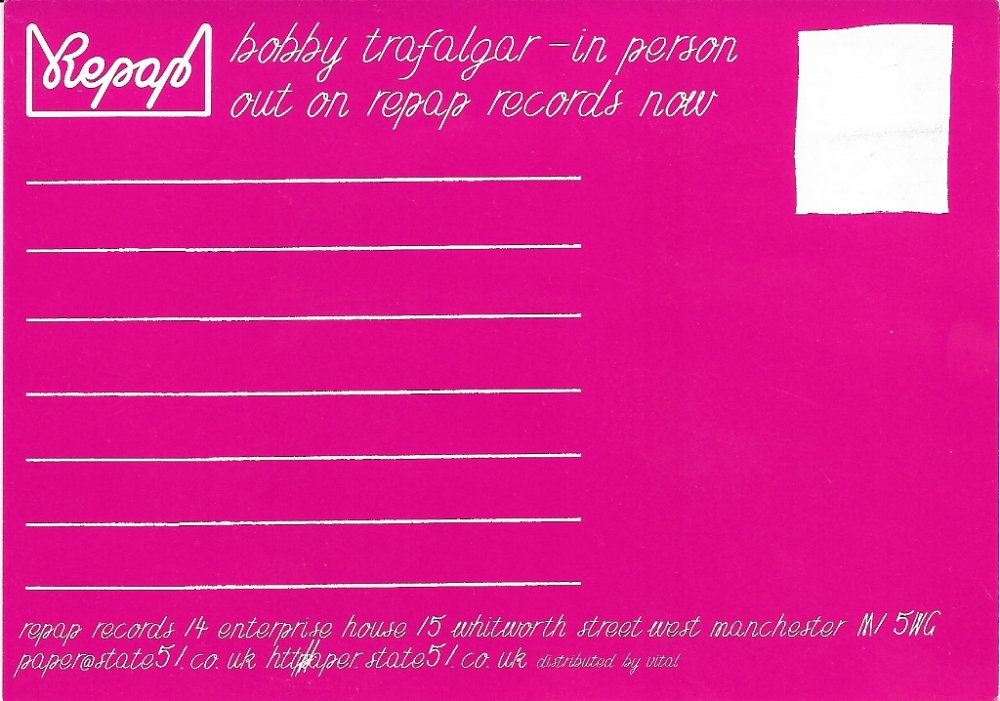 Repap
bobby trafalgar - in person
out on repap records now
repap records 14 enterprise house 15 whitworth street west manchester M1 5WG
paper@state51.co.uk http//paper.state51.co.uk distributed by vital